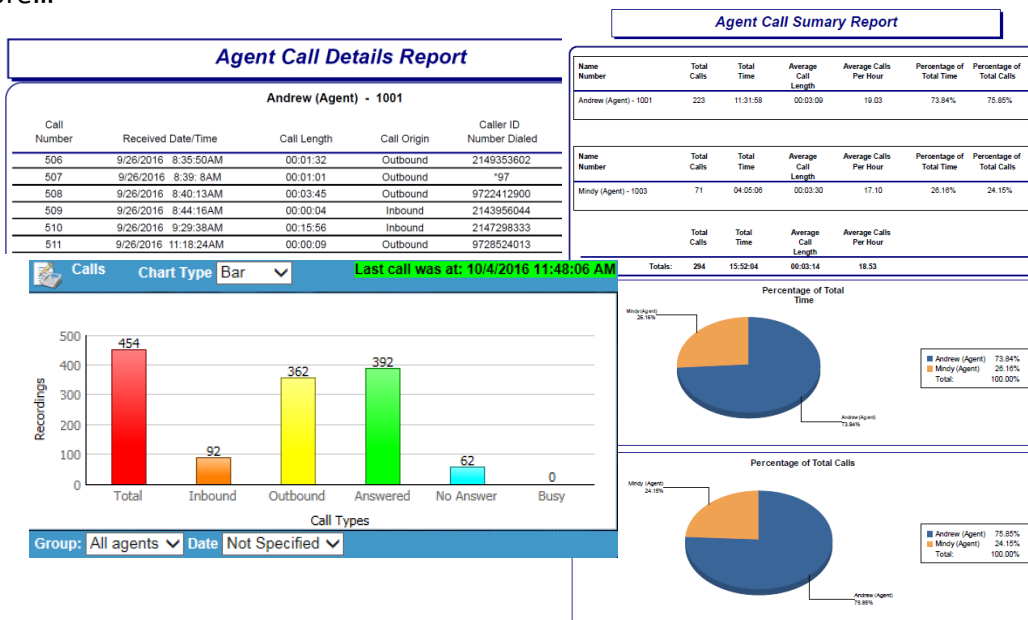 ore...
Agent Call Details Report
Andrew (Agent) - 1001
Call Number Received Date/Time Call Length Call Origin Caller ID Number Dialed
506 9/26/2016 8:35:50AM 00:01:32 Outbound 2149353602
507 9/26/2016 8:39: 8AM 00:01:01 Outbound *97
508 9/26/2016 8:40:13AM 00:03:45 Outbound 9722412900
509 9/26/2016 8:44:16AM 00:00:04 Inbound 2143956044
510 9/26/2016 9:29:38AM 00:15:56 Inbound 2147298333
511 9/26/2016 11:18:24AM 00:00:09 Outbound 9728524013
Calls Chart Type Bar Last call was at: 10/4/2016 11:48:06 AM
Recordings
500
400
300
200
100
0
454
92
362
392
62
0
Total Inbound Outbound Answered No Answer Busy
Call Types
Group: All agents Date Not Specified
Agent Call Sumary Report
Name Number Total Calls Total Time Average Call Length Average Calls Per Hour Percentage of Total Time Percentage of Total Calls
Andrew (Agent) - 1001 223 11:31:58 00:03:09 19.03 73.84% 75.85%
Name Number Total Calls Total Time Average Call Length Average Calls Per Hour Percentage of Total Time Percentage of Total Calls
Mindy (Agent) - 1003 71 04:05:06 00:03:30 17.10 26.16% 24.15%
Total Calls Total Time Average Call Length Average Calls Per Hour
Totals: 294 15:52:04 00:03:14 18.53
Percentage of Total
Time
Mindy (Agent)
26.16%
Andrew (Agent)
73.84%
Andrew (Agent) 73.84%
Mindy (Agent) 26.16%
Total: 100.00%
Percentage of Total Calls
Mindy (Agent)
24.15%
Andrew (Agent)
75.85%
Andrew (Agent) 75.85%
Mindy (Agent) 24.15%
Total: 100.00%